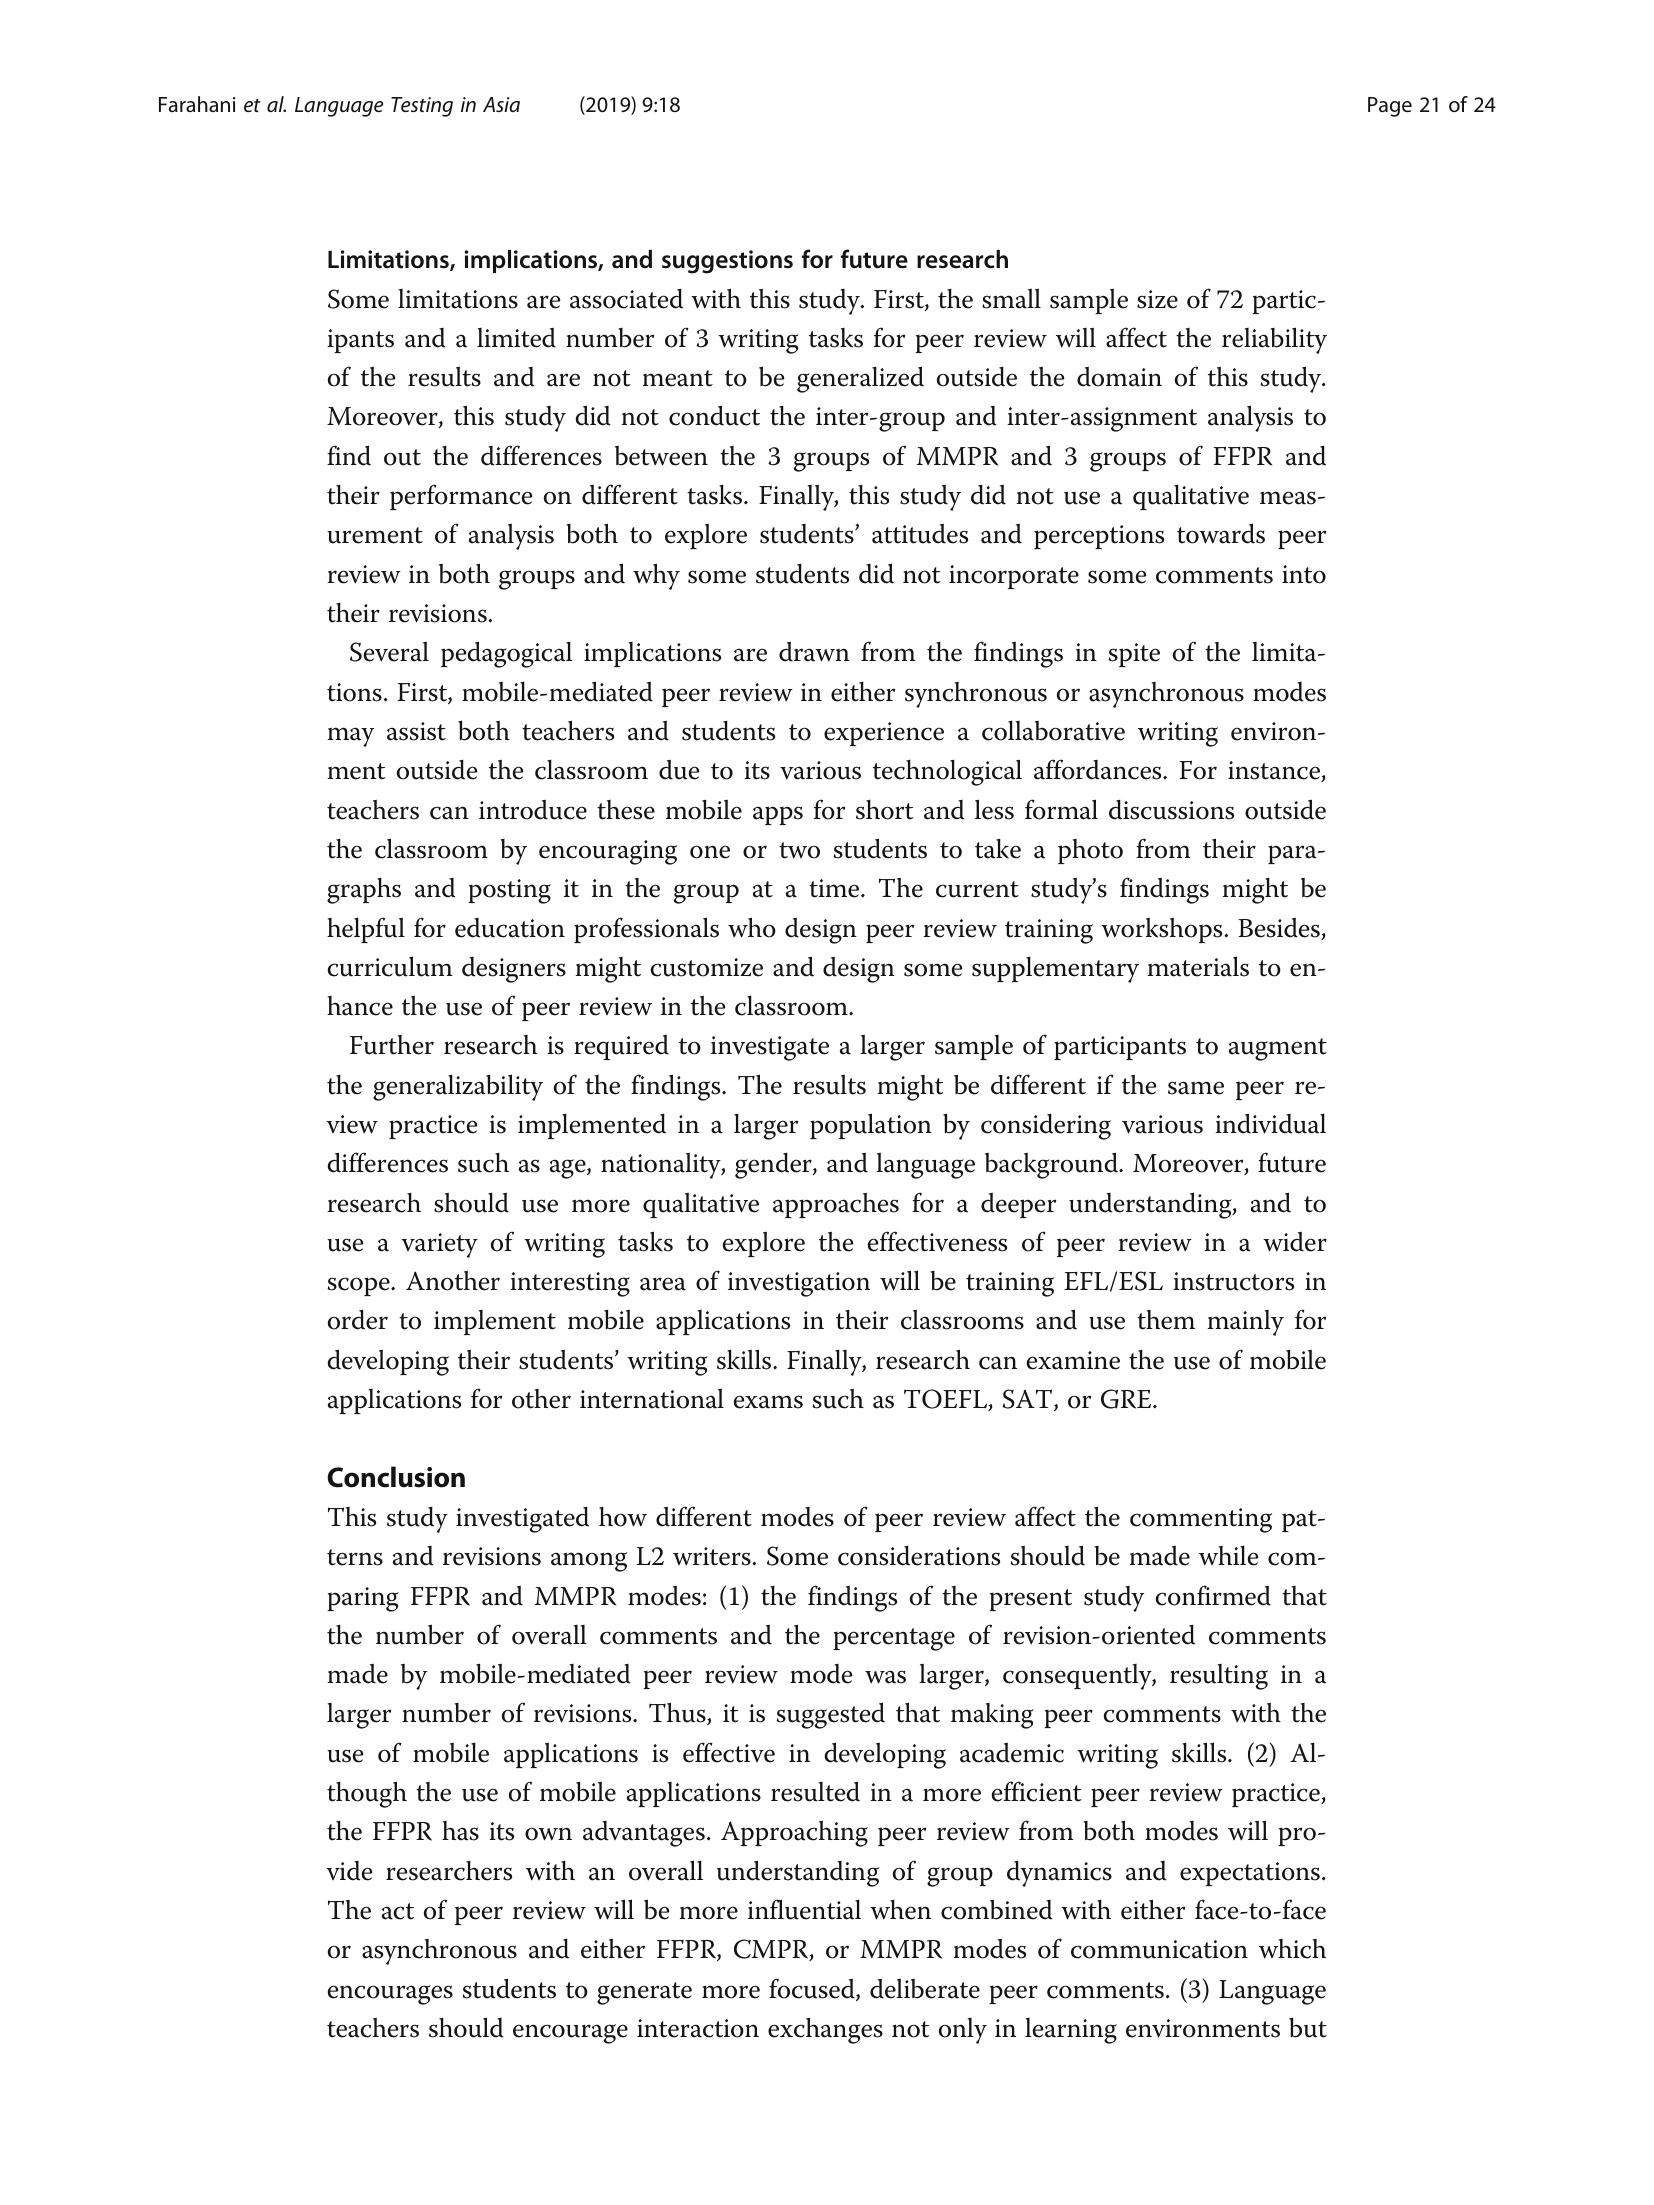 Farahani et al. Language Testing in Asia (2019) 9:18 Page 21 of 24
Limitations, implications, and suggestions for future research
Some limitations are associated with this study. First, the small sample size of 72 partic-
ipants and a limited number of 3 writing tasks for peer review will affect the reliability
of the results and are not meant to be generalized outside the domain of this study.
Moreover, this study did not conduct the inter-group and inter-assignment analysis to
find out the differences between the 3 groups of MMPR and 3 groups of FFPR and
their performance on different tasks. Finally, this study did not use a qualitative meas-
urement of analysis both to explore students’ attitudes and perceptions towards peer
review in both groups and why some students did not incorporate some comments into
their revisions.
Several pedagogical implications are drawn from the findings in spite of the limita-
tions. First, mobile-mediated peer review in either synchronous or asynchronous modes
may assist both teachers and students to experience a collaborative writing environ-
ment outside the classroom due to its various technological affordances. For instance,
teachers can introduce these mobile apps for short and less formal discussions outside
the classroom by encouraging one or two students to take a photo from their para-
graphs and posting it in the group at a time. The current study’s findings might be
helpful for education professionals who design peer review training workshops. Besides,
curriculum designers might customize and design some supplementary materials to en-
hance the use of peer review in the classroom.
Further research is required to investigate a larger sample of participants to augment
the generalizability of the findings. The results might be different if the same peer re-
view practice is implemented in a larger population by considering various individual
differences such as age, nationality, gender, and language background. Moreover, future
research should use more qualitative approaches for a deeper understanding, and to
use a variety of writing tasks to explore the effectiveness of peer review in a wider
scope. Another interesting area of investigation will be training EFL/ESL instructors in
order to implement mobile applications in their classrooms and use them mainly for
developing their students’ writing skills. Finally, research can examine the use of mobile
applications for other international exams such as TOEFL, SAT, or GRE.
Conclusion
This study investigated how different modes of peer review affect the commenting pat-
terns and revisions among L2 writers. Some considerations should be made while com-
paring FFPR and MMPR modes: (1) the findings of the present study confirmed that
the number of overall comments and the percentage of revision-oriented comments
made by mobile-mediated peer review mode was larger, consequently, resulting in a
larger number of revisions. Thus, it is suggested that making peer comments with the
use of mobile applications is effective in developing academic writing skills. (2) Al-
though the use of mobile applications resulted in a more efficient peer review practice,
the FFPR has its own advantages. Approaching peer review from both modes will pro-
vide researchers with an overall understanding of group dynamics and expectations.
The act of peer review will be more influential when combined with either face-to-face
or asynchronous and either FFPR, CMPR, or MMPR modes of communication which
encourages students to generate more focused, deliberate peer comments. (3) Language
teachers should encourage interaction exchanges not only in learning environments but